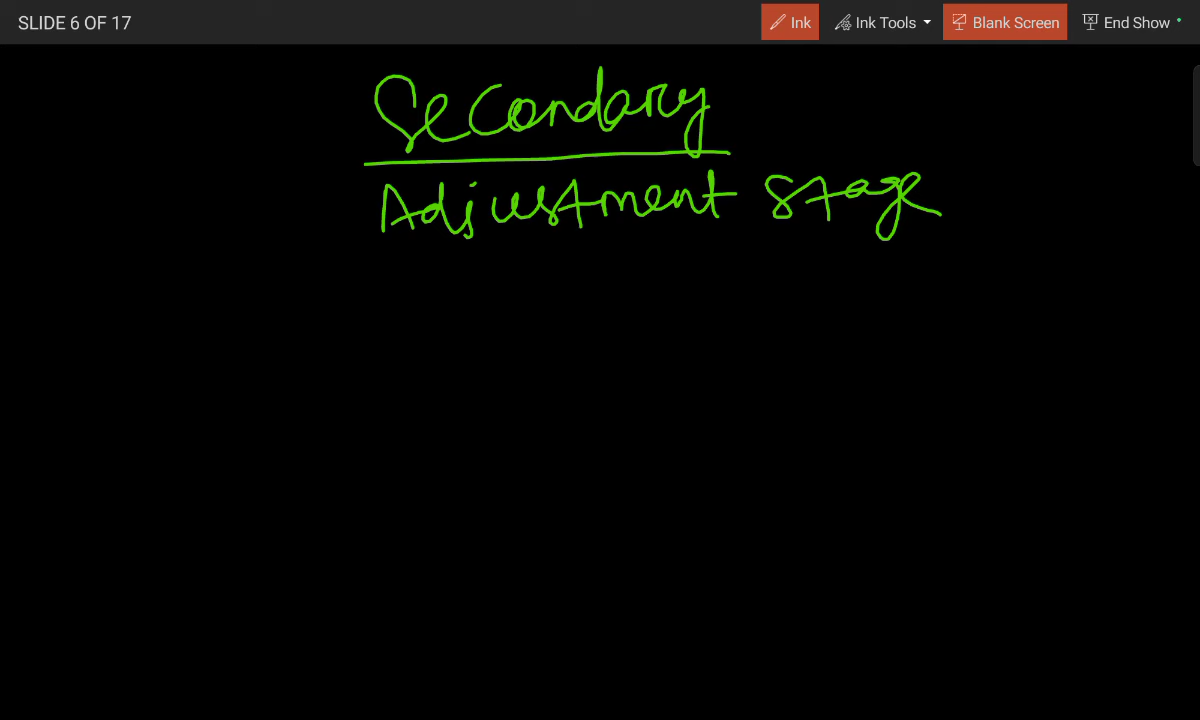 SLIDE 6 OF 17 Ink Ink Tools Blank Screen End Show
Secondary
Adjustment Stage